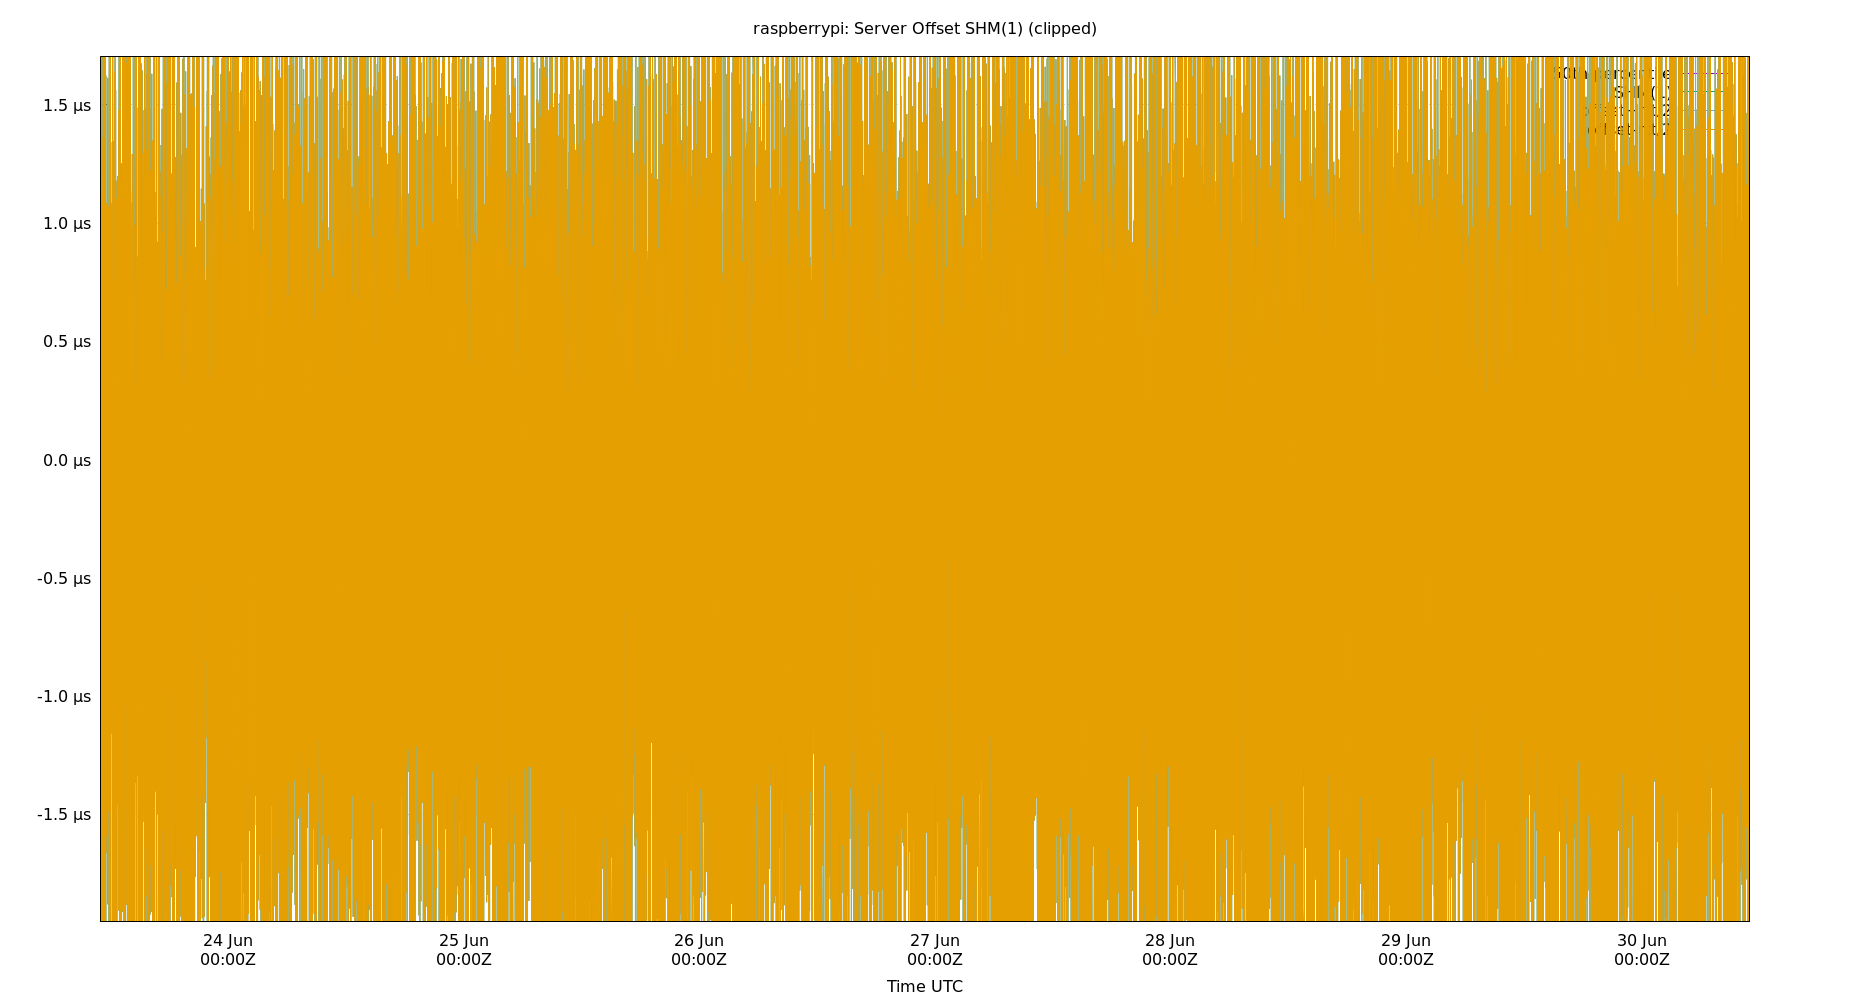 raspberrypi: Server Offset SHM(1) (clipped)
1.5 µs
1.0 µs
0.5 µs
0.0 µs
-0.5 µs
-1.0 µs
-1.5 µs
24 Jun 25 Jun 26 Jun 27 Jun 28 Jun 29 Jun 30 Jun
00:00Z 00:00Z 00:00Z 00:00Z 00:00Z 00:00Z 00:00Z
Time UTC